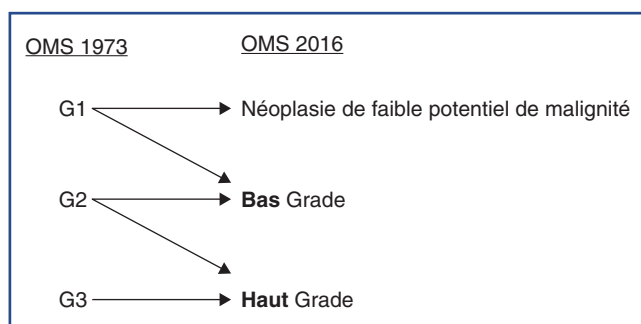 OMS 1973 OMS 2016
G1 Néoplasie de faible potentiel de malignité
G2 Bas Grade
G3 Haut Grade